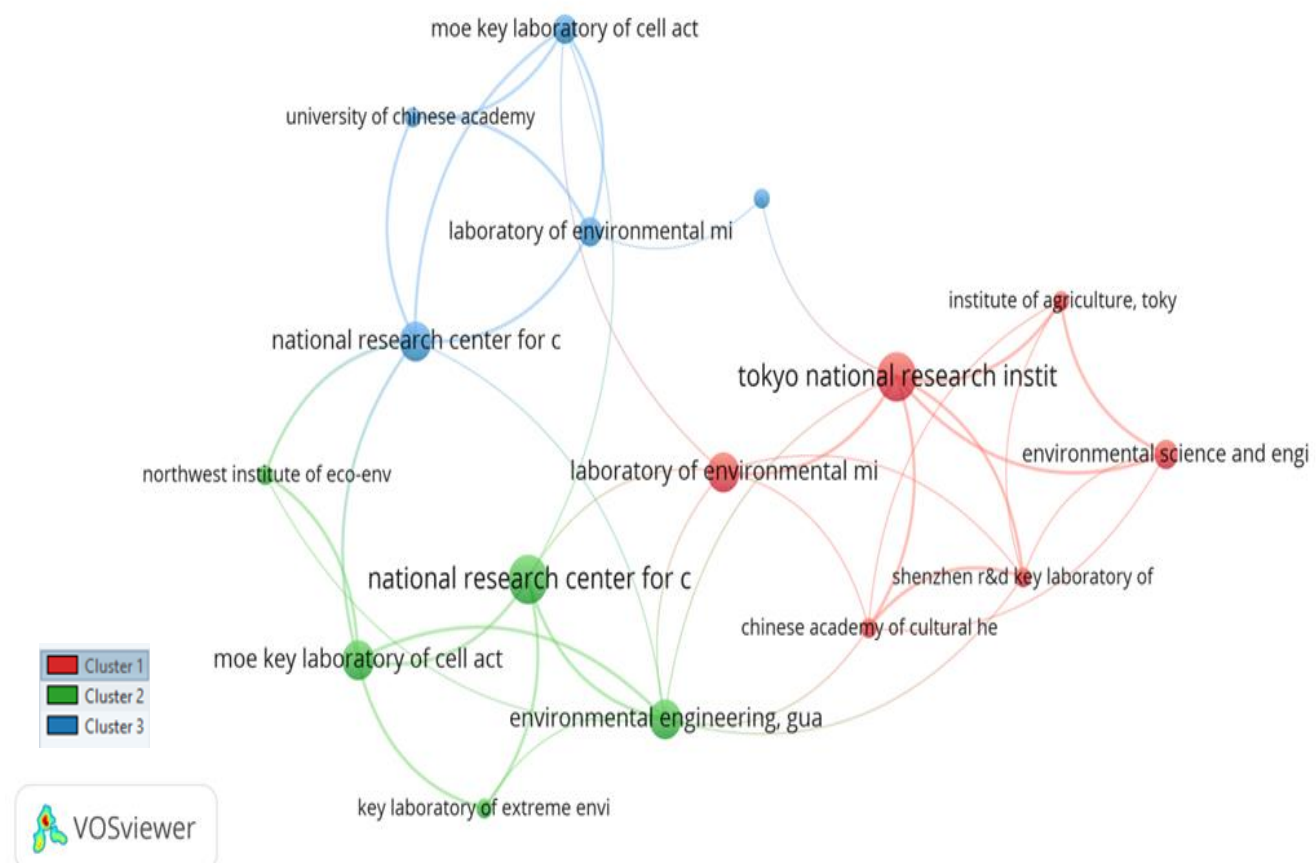 moe key laboratory of cell act
university of chinese academy
laboratory of environmental mi
institute of agriculture, toky
national research center for c
tokyo national research instit
environmental science and engi
laboratory of environmental mi
northwest institute of eco-env
national research center for c
shenzhen r&d key laboratory of
chinese academy of cultural he
moe key laboratory of cell act
environmental engineering, gua
key laboratory of extreme envi
Cluster 1
Cluster 2
Cluster 3
VOSviewer